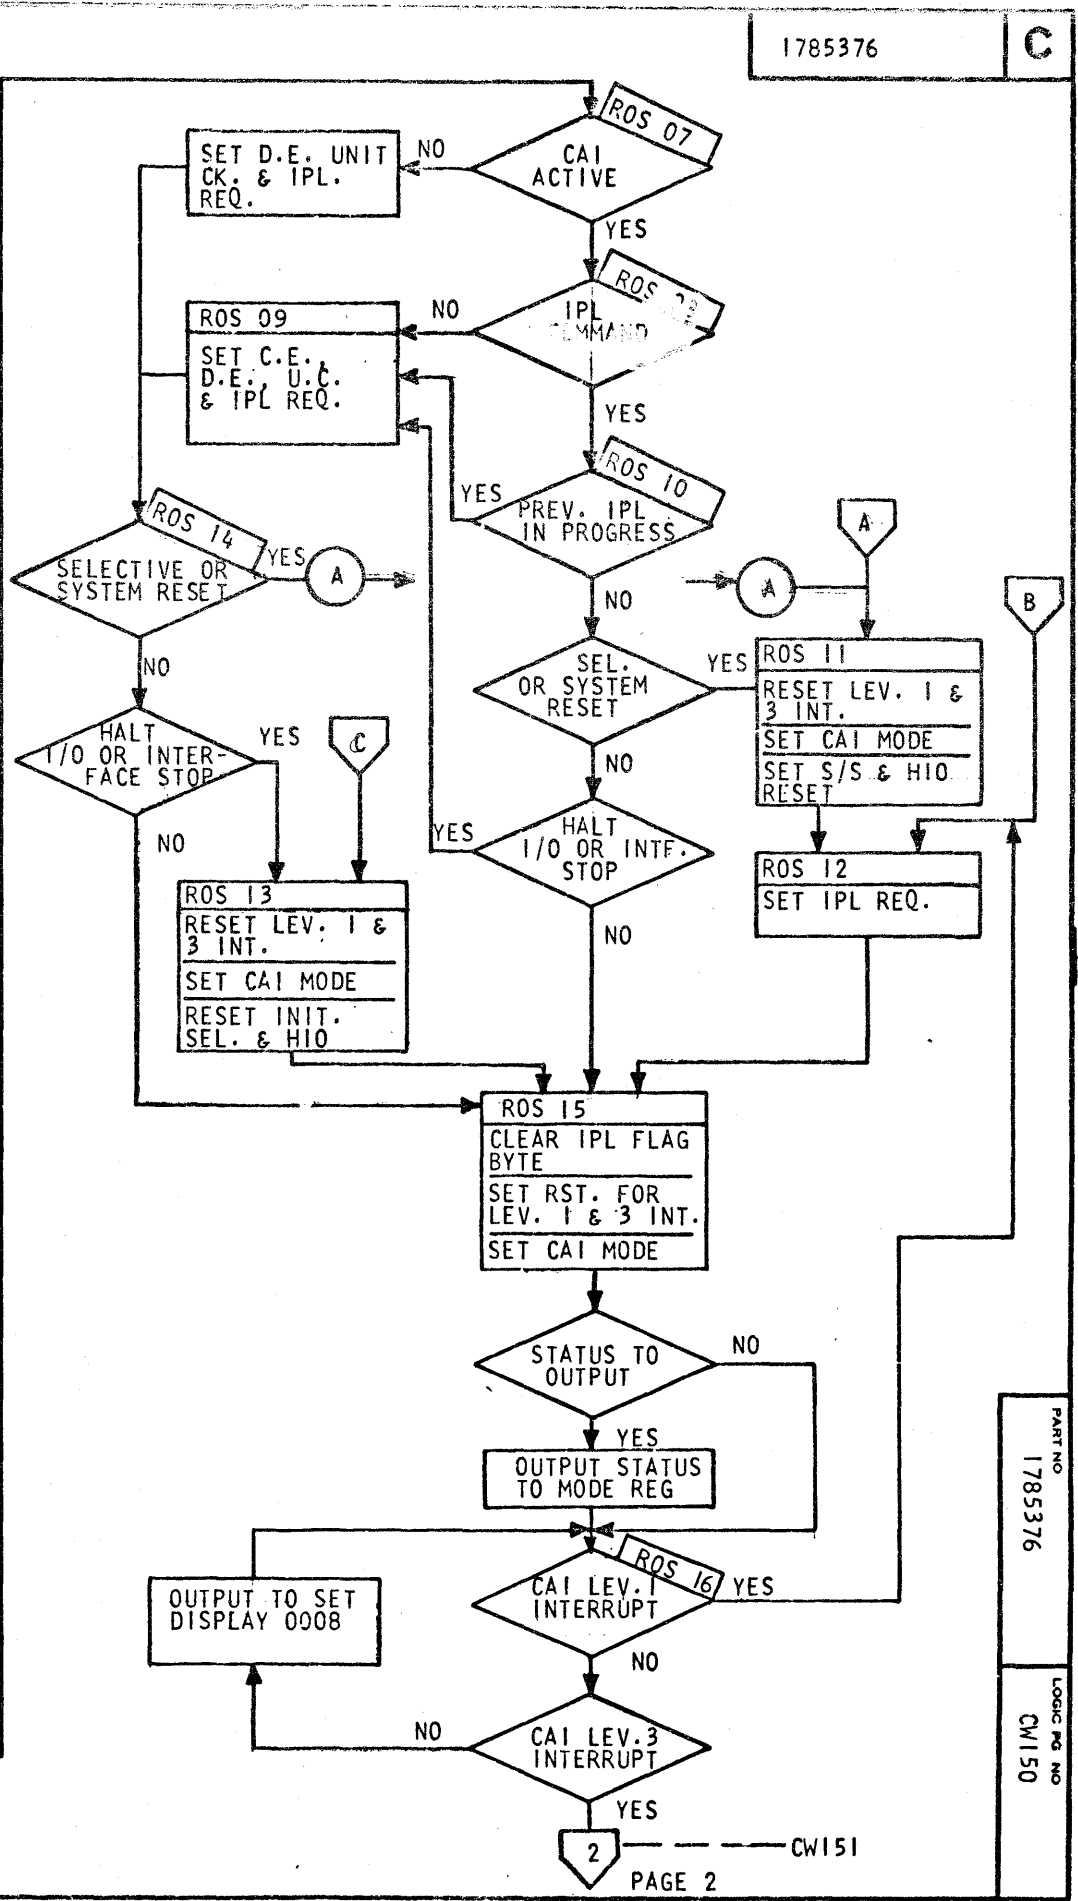 1785376
C
ROS 07
CAI
ACTIVE
NO
SET D.E. UNIT
CK. & IPL.
REQ.
YES
ROS
IPL
NO
ROS 09
SET C.E.,
D.E., U.C.
& IPL REQ.
YES
ROS 10
PREV. IPL
IN PROGRESS
YES
NO
ROS 14
SELECTIVE OR
SYSTEM RESET
YES
A
A
A
B
NO
SEL.
OR SYSTEM
RESET
YES
ROS 11
RESET LEV. 1 &
3 INT.
SET CAI MODE
SET S/S & HIO
RESET
NO
HALT
I/O OR INTER-
FACE STOP
YES
C
NO
HALT
I/O OR INTF.
STOP
YES
NO
ROS 12
SET IPL REQ.
ROS 13
RESET LEV. 1 &
3 INT.
SET CAI MODE
RESET INIT.
SEL. & HIO
NO
ROS 15
CLEAR IPL FLAG
BYTE
SET RST. FOR
LEV. 1 & 3 INT.
SET CAI MODE
STATUS TO
OUTPUT
NO
YES
OUTPUT STATUS
TO MODE REG
ROS 16
CAI LEV.1
INTERRUPT
YES
OUTPUT TO SET
DISPLAY 0008
NO
CAI LEV.3
INTERRUPT
NO
YES
2
CW151
PAGE 2
PART NO
1785376
LOGIC PG NO
CW150